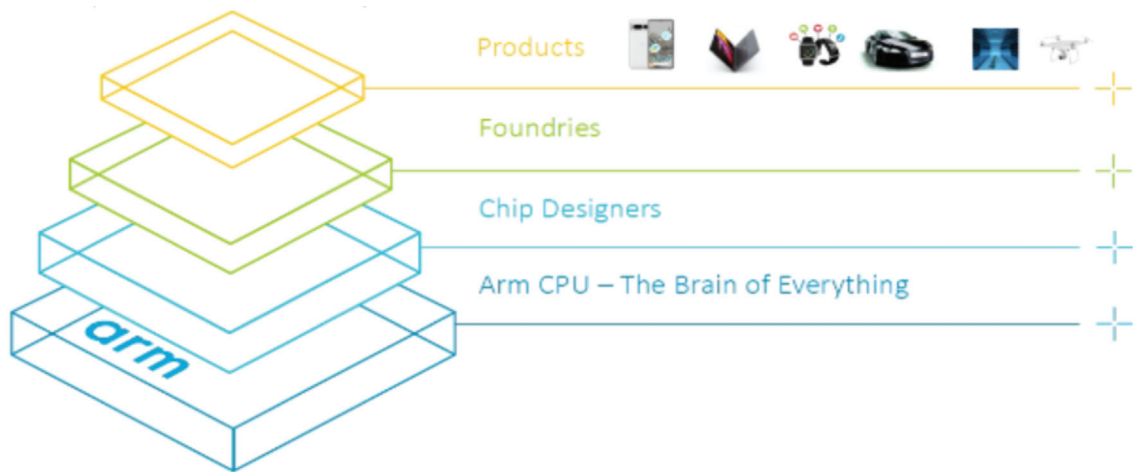 Products
Foundries
Chip Designers
Arm CPU – The Brain of Everything
arm